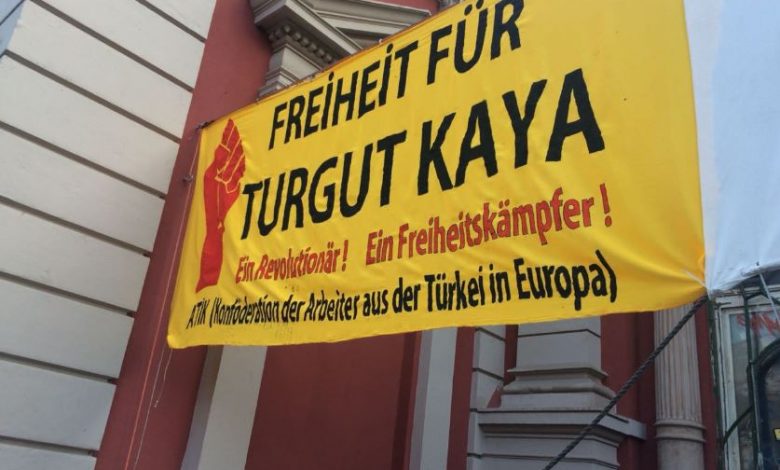 FREiHEiT FÜR
TURGUT KAYA
Ein Revolutionär! Ein Freiheitskämpfer!
ATiK (Konföderation der Arbeiter aus der Türkei in Europa)